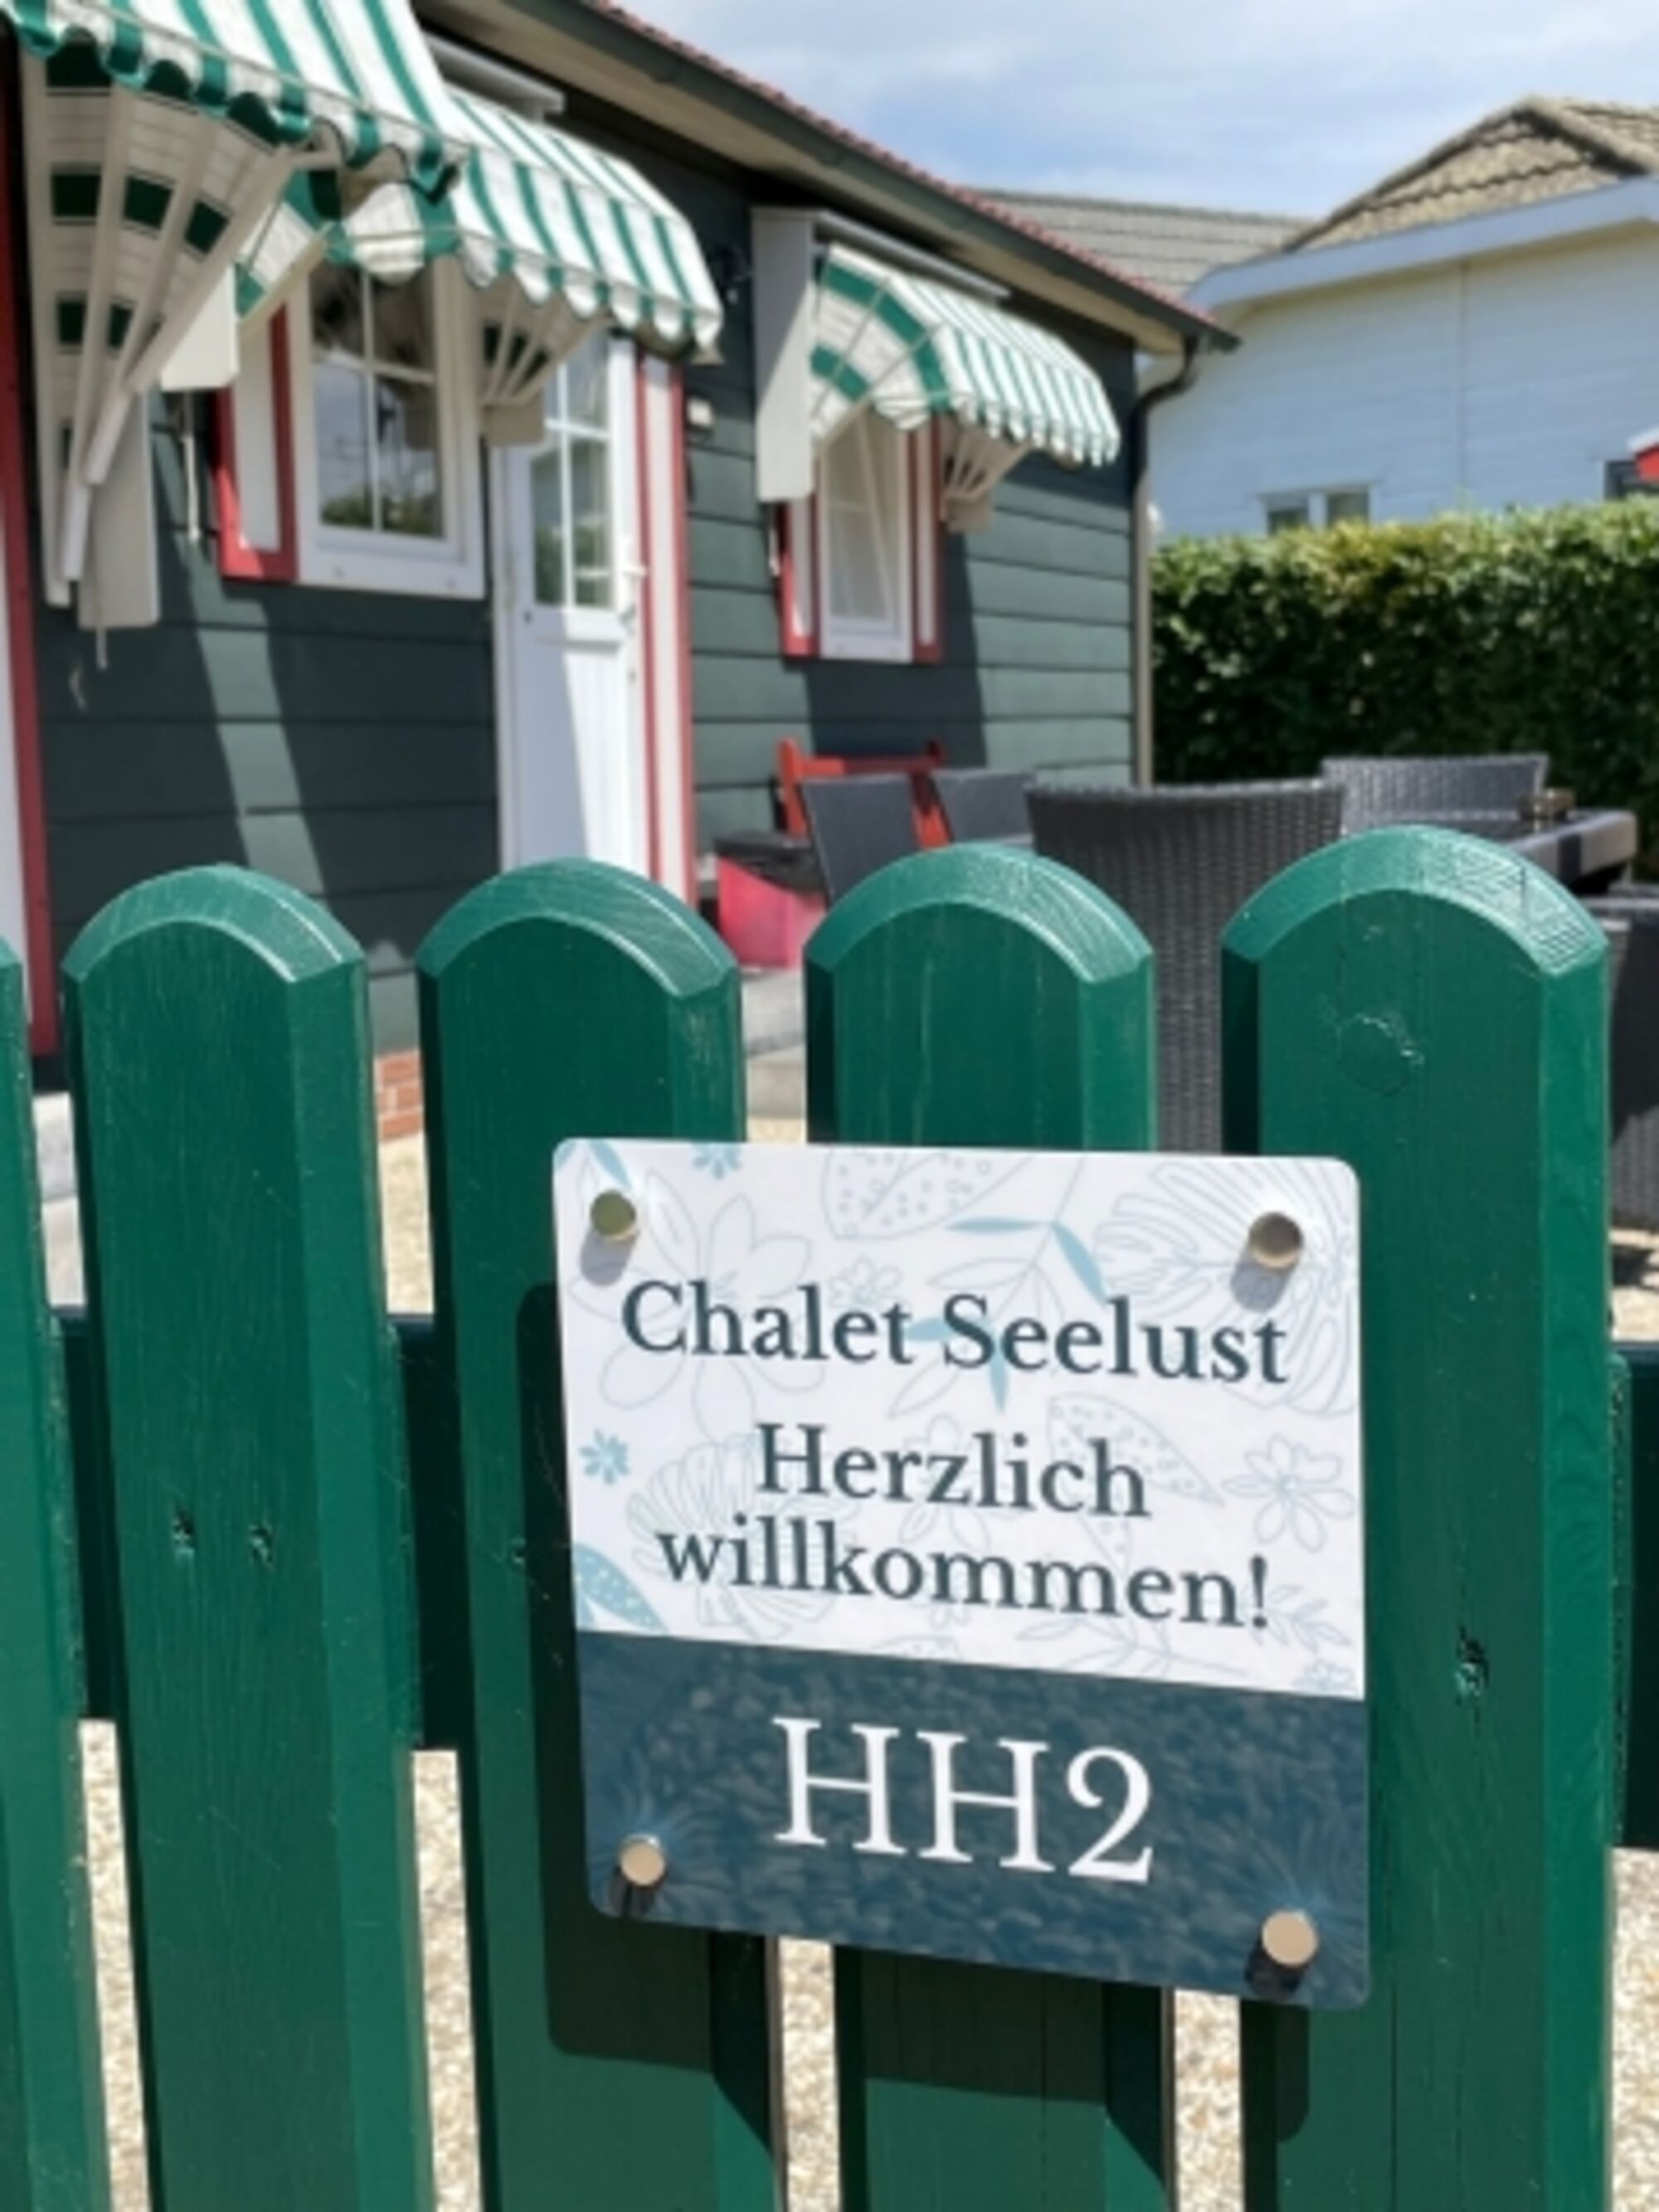 Chalet Seelust
Herzlich
willkommen!
HH2